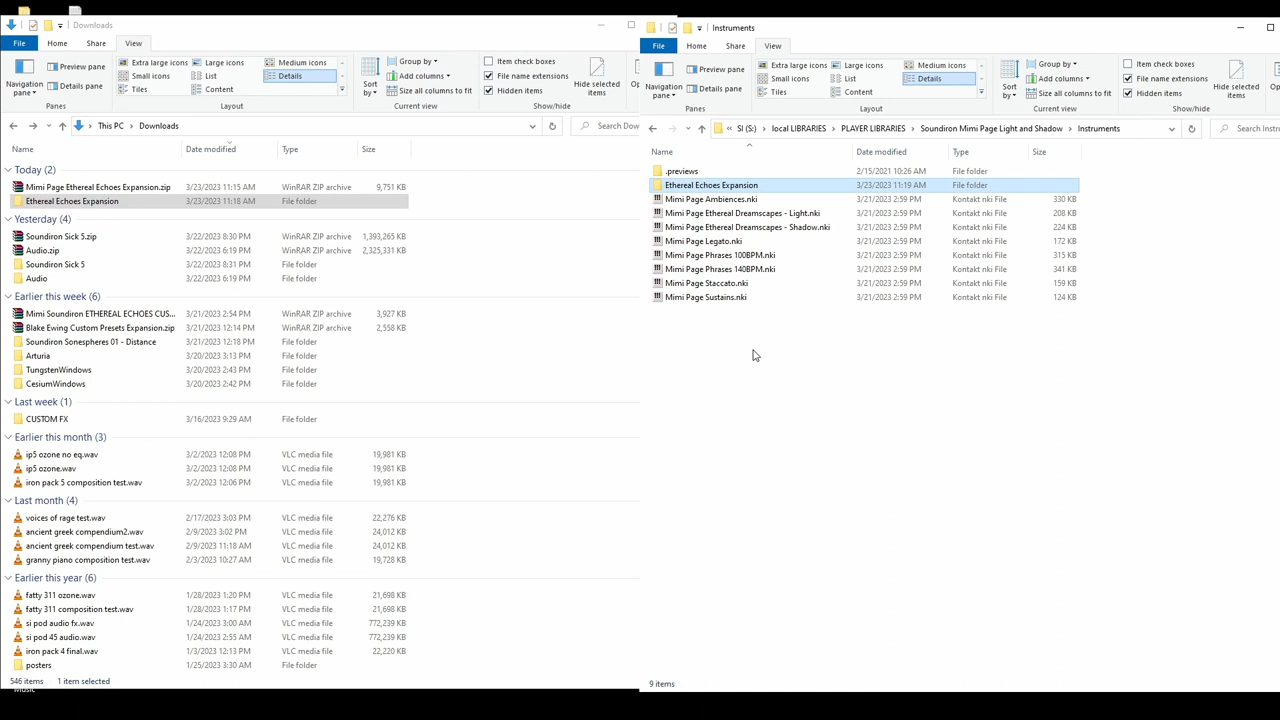 Downloads
File Home Share View
Navigation pane
Preview pane
Details pane
Panes
Extra large icons Large icons Medium icons
Small icons List Details
Tiles Content
Layout
Sort by
Group by
Add columns
Size all columns to fit
Current view
Item check boxes
File name extensions
Hidden items
Hide selected items
Show/hide
This PC Downloads
Search Dow
Name Date modified Type Size
Today (2)
Mimi Page Ethereal Echoes Expansion.zip 3/23/2023 11:15 AM WinRAR ZIP archive 9,751 KB
Ethereal Echoes Expansion 3/23/2023 11:18 AM File folder
Yesterday (4)
Soundiron Sick 5.zip 3/22/2023 8:30 PM WinRAR ZIP archive 1,393,265 KB
Audio.zip 3/22/2023 6:19 PM WinRAR ZIP archive 2,325,331 KB
Soundiron Sick 5 3/22/2023 8:31 PM File folder
Audio 3/22/2023 6:19 PM File folder
Earlier this week (6)
Mimi Soundiron ETHEREAL ECHOES CUS... 3/21/2023 2:54 PM WinRAR ZIP archive 3,927 KB
Blake Ewing Custom Presets Expansion.zip 3/21/2023 12:14 PM WinRAR ZIP archive 2,558 KB
Soundiron Sonespheres 01 - Distance 3/21/2023 12:18 PM File folder
Arturia 3/20/2023 3:13 PM File folder
TungstenWindows 3/20/2023 2:43 PM File folder
CesiumWindows 3/20/2023 2:42 PM File folder
Last week (1)
CUSTOM FX 3/16/2023 9:29 AM File folder
Earlier this month (3)
ip5 ozone no eq.wav 3/2/2023 12:08 PM VLC media file 19,981 KB
ip5 ozone.wav 3/2/2023 12:08 PM VLC media file 19,981 KB
iron pack 5 composition test.wav 3/2/2023 12:06 PM VLC media file 19,981 KB
Last month (4)
voices of rage test.wav 2/17/2023 3:03 PM VLC media file 22,276 KB
ancient greek compendium2.wav 2/9/2023 3:02 PM VLC media file 24,012 KB
ancient greek compendium test.wav 2/9/2023 11:18 AM VLC media file 24,012 KB
granny piano composition test.wav 2/3/2023 10:27 AM VLC media file 19,728 KB
Earlier this year (6)
fatty 311 ozone.wav 1/28/2023 1:20 PM VLC media file 21,698 KB
fatty 311 composition test.wav 1/28/2023 1:17 PM VLC media file 21,698 KB
si pod audio fx.wav 1/24/2023 3:00 AM VLC media file 772,239 KB
si pod 45 audio.wav 1/24/2023 2:55 AM VLC media file 772,239 KB
iron pack 4 final.wav 1/3/2023 12:13 PM VLC media file 22,220 KB
posters 1/25/2023 3:30 AM File folder
546 items 1 item selected
Music
Instruments
File Home Share View
Navigation pane
Preview pane
Details pane
Panes
Extra large icons Large icons Medium icons
Small icons List Details
Tiles Content
Layout
Sort by
Group by
Add columns
Size all columns to fit
Current view
Item check boxes
File name extensions
Hidden items
Hide selected items
Show/hide
« SI (S:) local LIBRARIES PLAYER LIBRARIES Soundiron Mimi Page Light and Shadow Instruments
Search Instru
Name Date modified Type Size
.previews 2/15/2021 10:26 AM File folder
Ethereal Echoes Expansion 3/23/2023 11:19 AM File folder
Mimi Page Ambiences.nki 3/21/2023 2:59 PM Kontakt nki File 330 KB
Mimi Page Ethereal Dreamscapes - Light.nki 3/21/2023 2:59 PM Kontakt nki File 208 KB
Mimi Page Ethereal Dreamscapes - Shadow.nki 3/21/2023 2:59 PM Kontakt nki File 224 KB
Mimi Page Legato.nki 3/21/2023 2:59 PM Kontakt nki File 172 KB
Mimi Page Phrases 100BPM.nki 3/21/2023 2:59 PM Kontakt nki File 315 KB
Mimi Page Phrases 140BPM.nki 3/21/2023 2:59 PM Kontakt nki File 341 KB
Mimi Page Staccato.nki 3/21/2023 2:59 PM Kontakt nki File 159 KB
Mimi Page Sustains.nki 3/21/2023 2:59 PM Kontakt nki File 124 KB
9 items